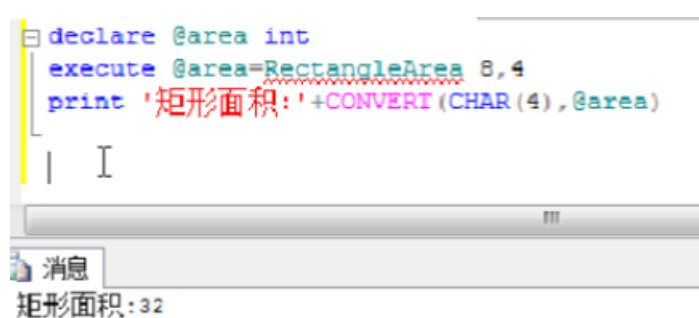 declare @area int
execute @area=RectangleArea 8,4
print '矩形面积:'+CONVERT(CHAR(4),@area)
消息
矩形面积:32